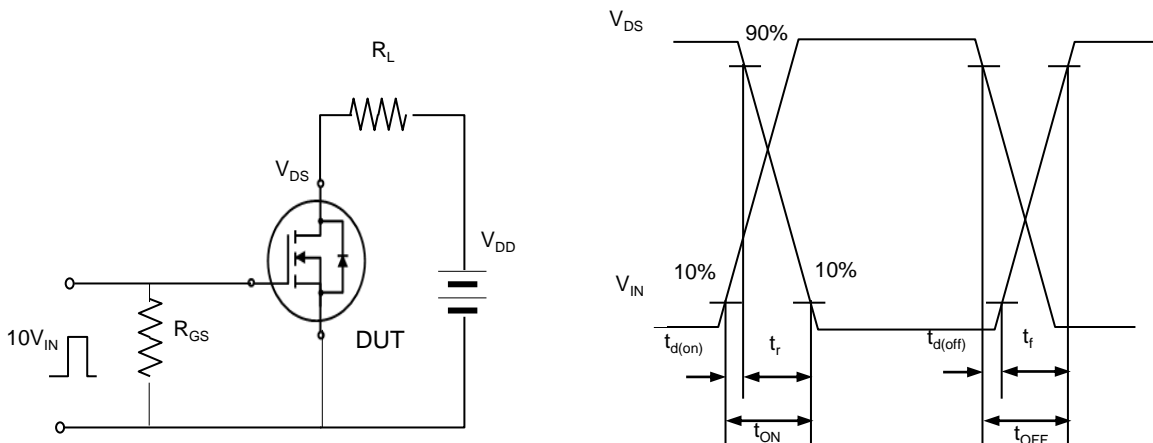 R_L
V_DS
V_DD
R_GS
10V_IN
DUT
V_DS
90%
10%
10%
V_IN
t_d(on)
t_r
t_d(off)
t_f
t_ON
t_OFF